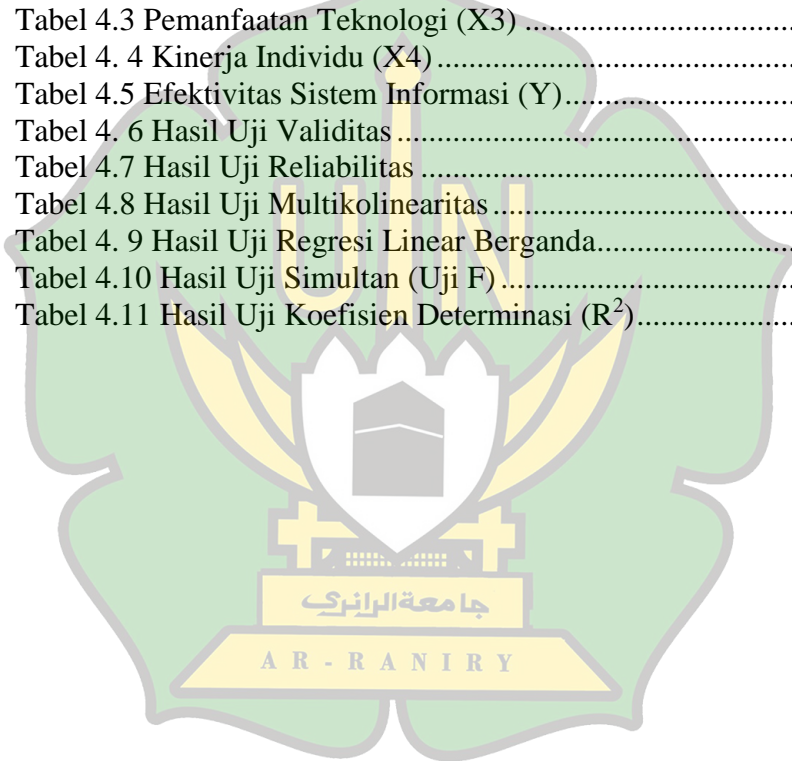 Tabel 4.3 Pemanfaatan Teknologi (X3) ..................................
Tabel 4. 4 Kinerja Individu (X4).............................................
Tabel 4.5 Efektivitas Sistem Informasi (Y).............................
Tabel 4. 6 Hasil Uji Validitas ..................................................
Tabel 4.7 Hasil Uji Reliabilitas ...............................................
Tabel 4.8 Hasil Uji Multikolinearitas ......................................
Tabel 4. 9 Hasil Uji Regresi Linear Berganda.........................
Tabel 4.10 Hasil Uji Simultan (Uji F) .....................................
Tabel 4.11 Hasil Uji Koefisien Determinasi (R²)....................
UIN
جامعةالرانري
AR-RANIRY